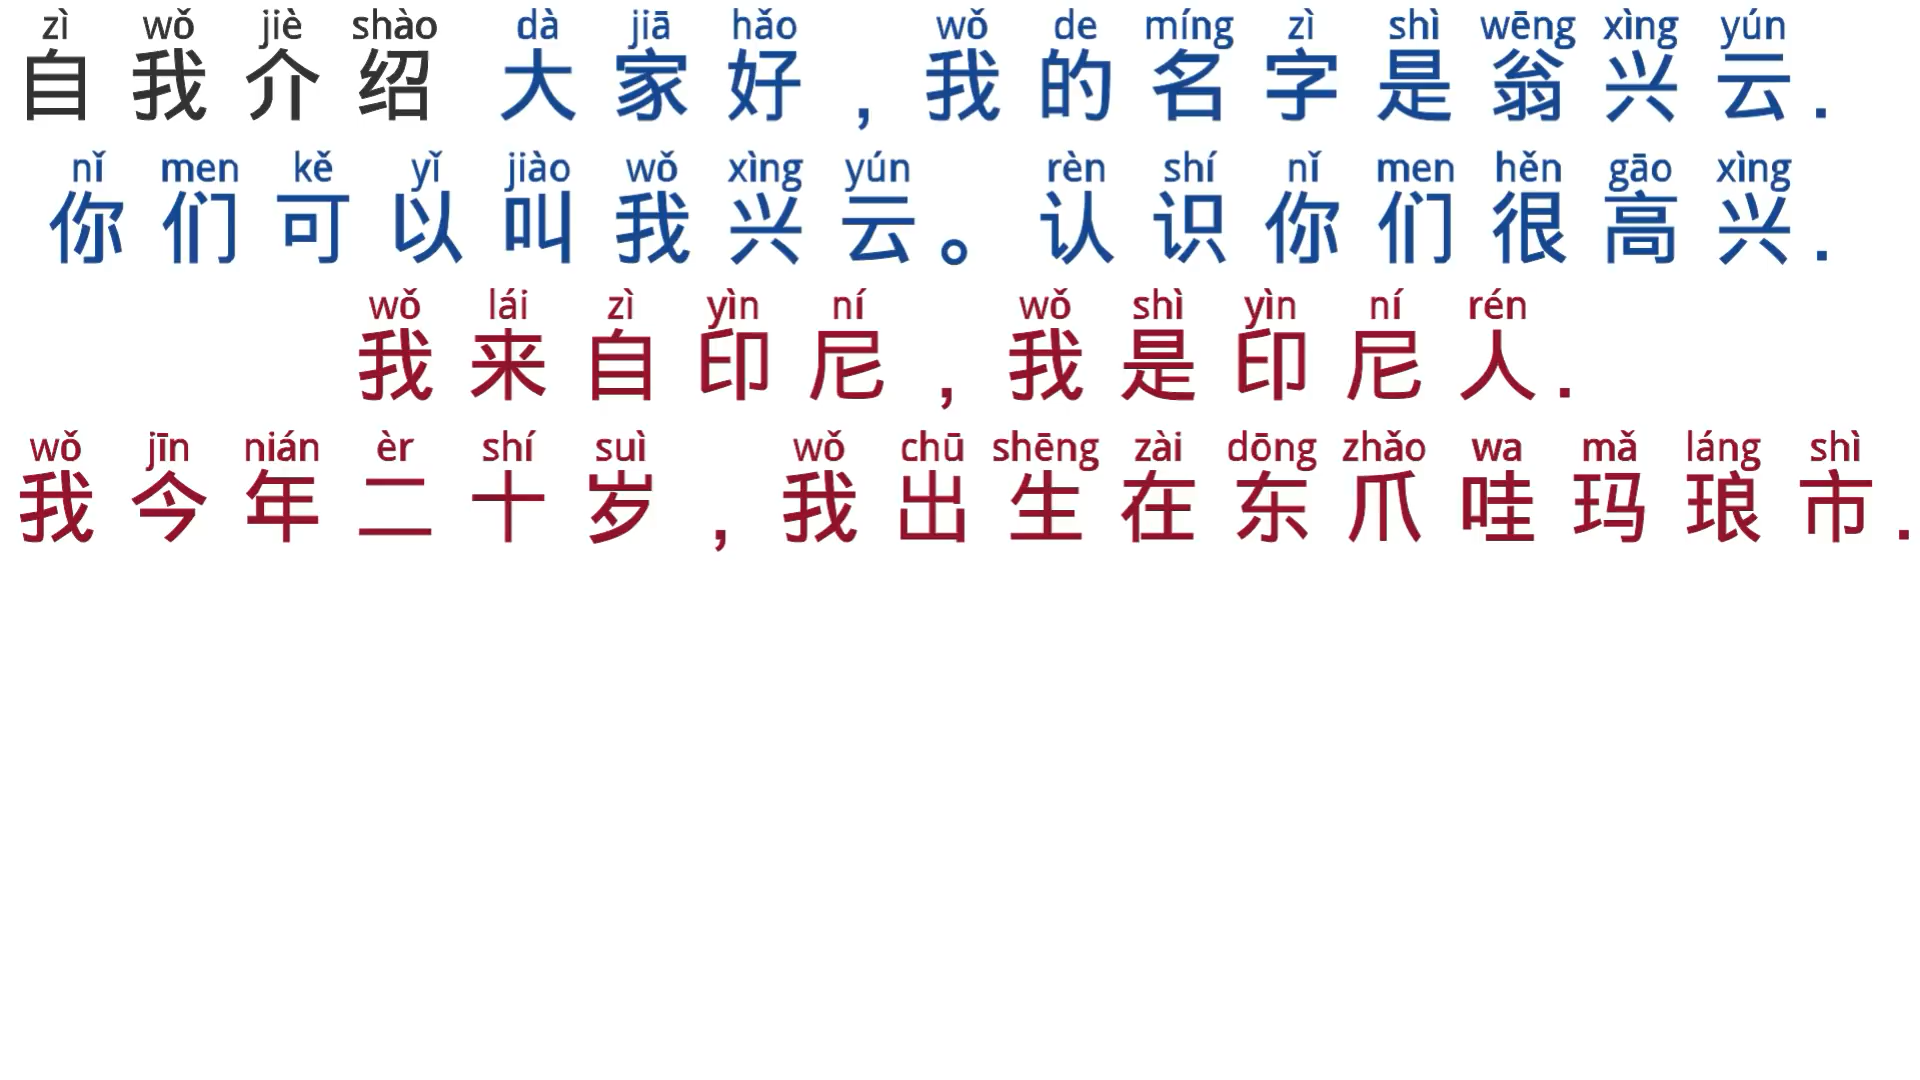 zì wǒ jiè shào dà jiā hǎo wǒ de míng zì shì wēng xìng yún
自我介绍 大家好，我的名字是翁兴云.
nǐ men kě yǐ jiào wǒ xìng yún rèn shí nǐ men hěn gāo xìng
你们可以叫我兴云。认识你们很高兴.
wǒ lái zì yìn ní wǒ shì yìn ní rén
我来自印尼，我是印尼人.
wǒ jīn nián èr shí suì wǒ chū shēng zài dōng zhǎo wa mǎ láng shì
我今年二十岁，我出生在东爪哇玛琅市.